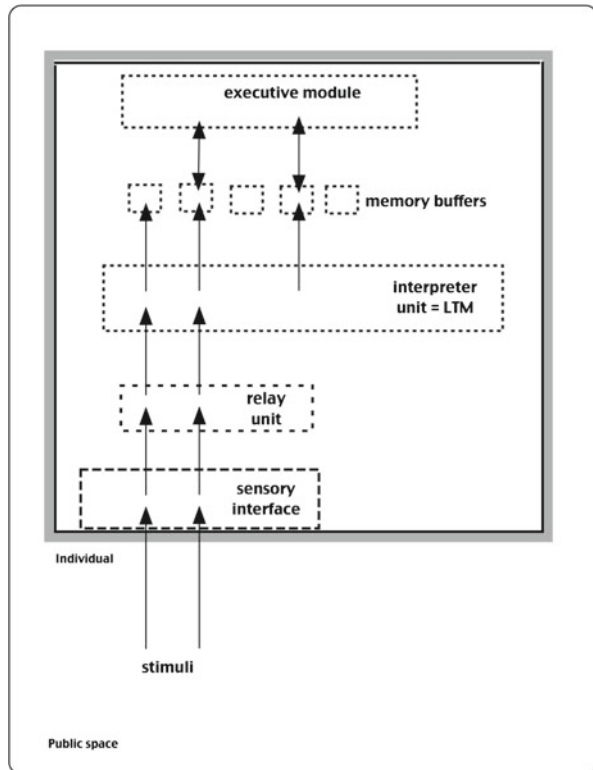 executive module
memory buffers
interpreter
unit = LTM
relay
unit
sensory
interface
Individual
stimuli
Public space